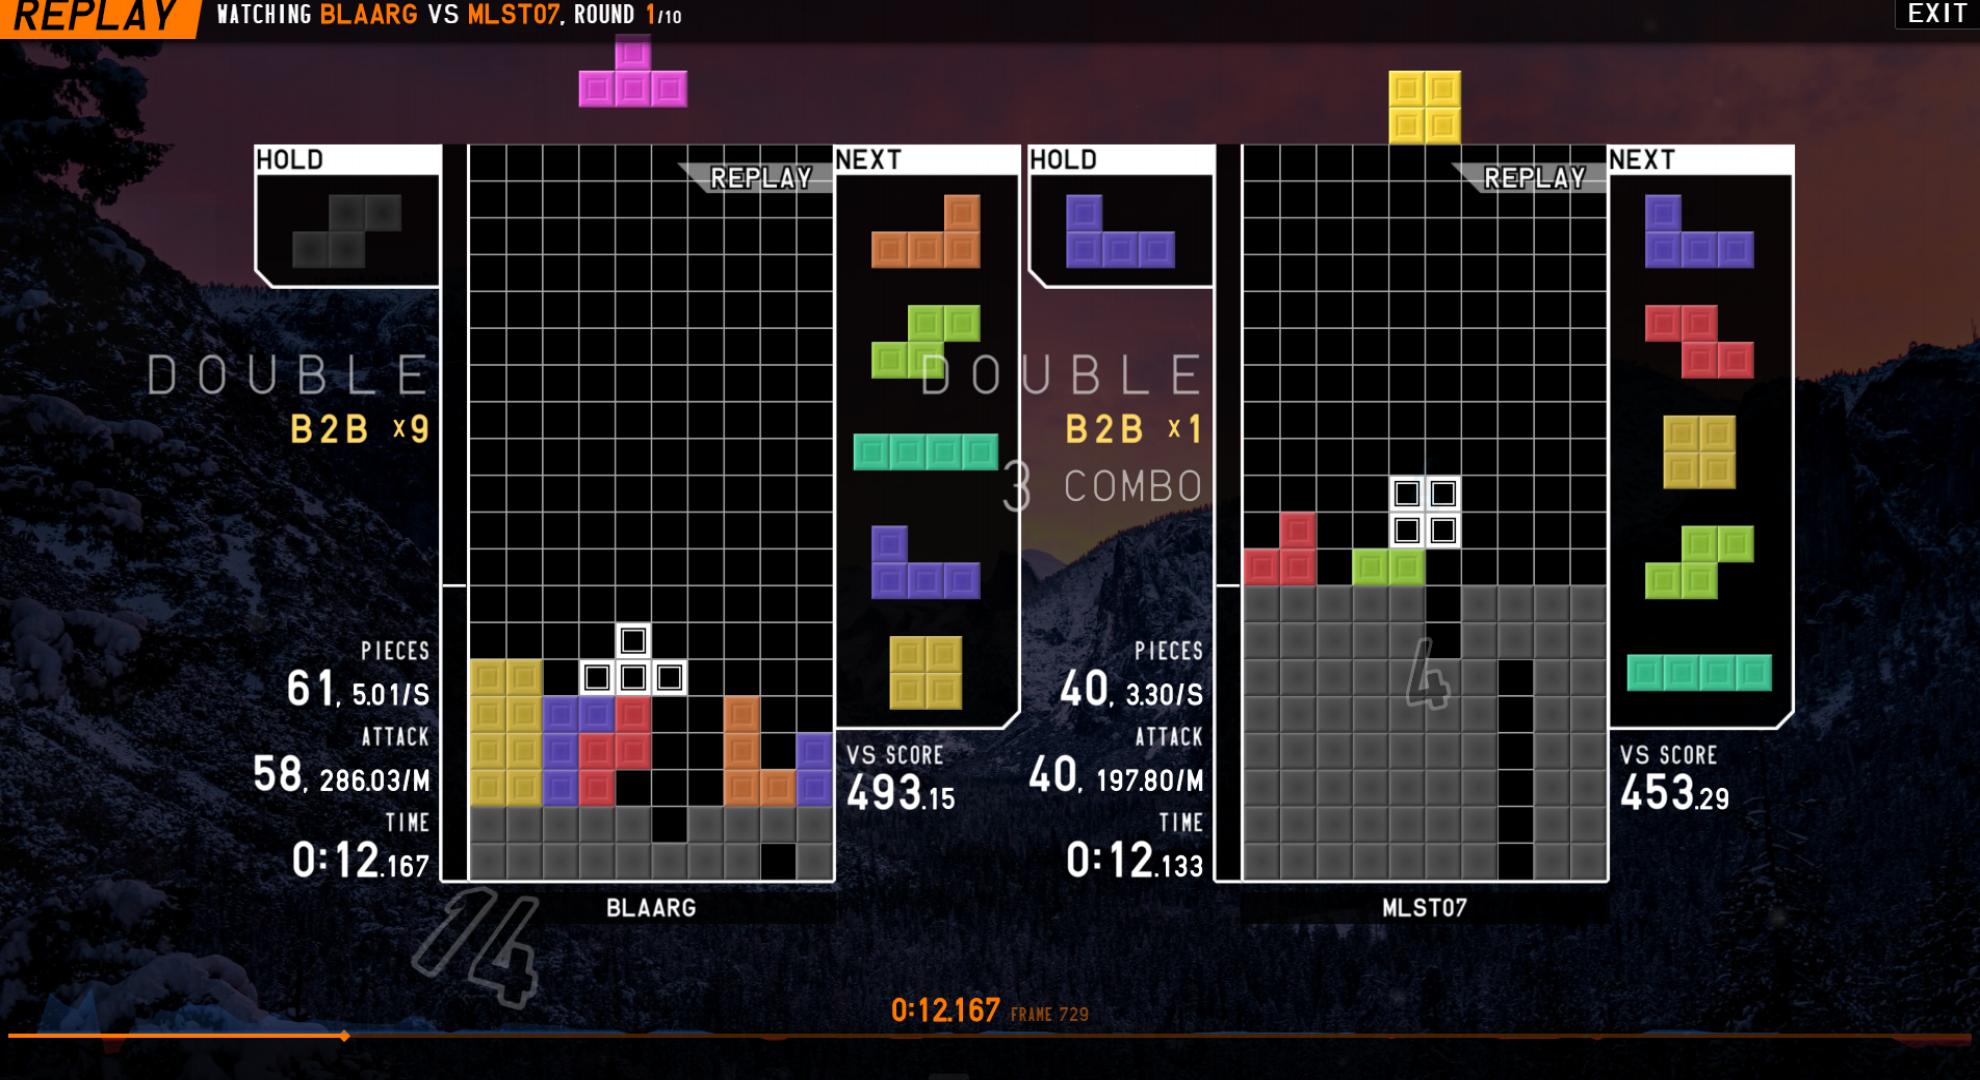 REPLAY
WATCHING BLAARG VS MLST07, ROUND 1/10
EXIT
HOLD
REPLAY
NEXT
DOUBLE
B2B ×9
PIECES
61, 5.01/S
ATTACK
58, 286.03/M
TIME
0:12.167
VS SCORE
493.15
BLAARG
14
HOLD
REPLAY
NEXT
DOUBLE
B2B ×1
3 COMBO
4
PIECES
40, 3.30/S
ATTACK
40, 197.80/M
TIME
0:12.133
VS SCORE
453.29
MLST07
0:12.167 FRAME 729